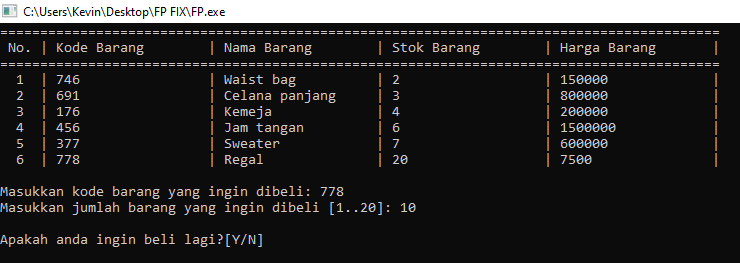 C:\Users\Kevin\Desktop\FP FIX\FP.exe
==========================================================================================
No. | Kode Barang | Nama Barang | Stok Barang | Harga Barang |
==========================================================================================
1 | 746 | Waist bag | 2 | 150000 |
2 | 691 | Celana panjang | 3 | 800000 |
3 | 176 | Kemeja | 4 | 200000 |
4 | 456 | Jam tangan | 6 | 1500000 |
5 | 377 | Sweater | 7 | 600000 |
6 | 778 | Regal | 20 | 7500 |
Masukkan kode barang yang ingin dibeli: 778
Masukkan jumlah barang yang ingin dibeli [1..20]: 10
Apakah anda ingin beli lagi?[Y/N]